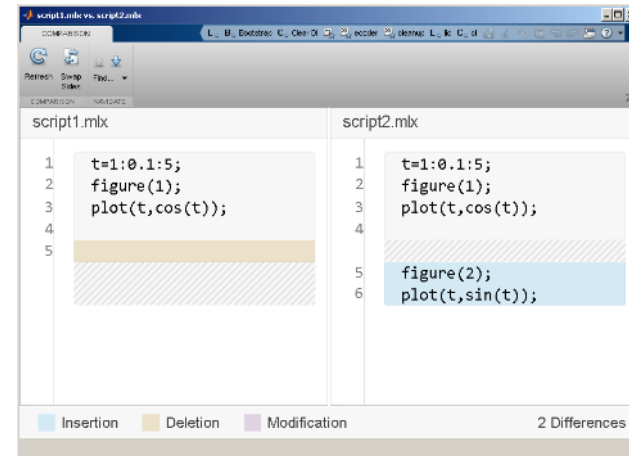 script1.mlx vs. script2.mlx
COMPARISON
Refresh Swap Sides Find...
COMPARISON NAVIGATE
script1.mlx
1 t=1:0.1:5;
2 figure(1);
3 plot(t,cos(t));
4
5
script2.mlx
1 t=1:0.1:5;
2 figure(1);
3 plot(t,cos(t));
4
5 figure(2);
6 plot(t,sin(t));
Insertion Deletion Modification 2 Differences